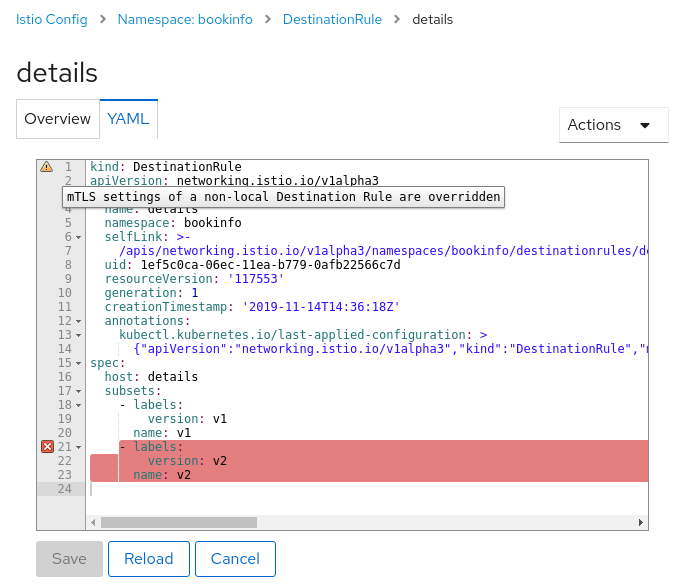 Istio Config > Namespace: bookinfo > DestinationRule > details
details
Overview YAML
Actions
1 kind: DestinationRule
2 apiVersion: networking.istio.io/v1alpha3
mTLS settings of a non-local Destination Rule are overridden
4 name: details
5 namespace: bookinfo
6 selfLink: >-
7 /apis/networking.istio.io/v1alpha3/namespaces/bookinfo/destinationrules/de
8 uid: 1ef5c0ca-06ec-11ea-b779-0afb22566c7d
9 resourceVersion: '117553'
10 generation: 1
11 creationTimestamp: '2019-11-14T14:36:18Z'
12 annotations:
13 kubectl.kubernetes.io/last-applied-configuration: >
14 {"apiVersion":"networking.istio.io/v1alpha3","kind":"DestinationRule","
15 spec:
16 host: details
17 subsets:
18 - labels:
19 version: v1
20 name: v1
21 - labels:
22 version: v2
23 name: v2
24
Save Reload Cancel